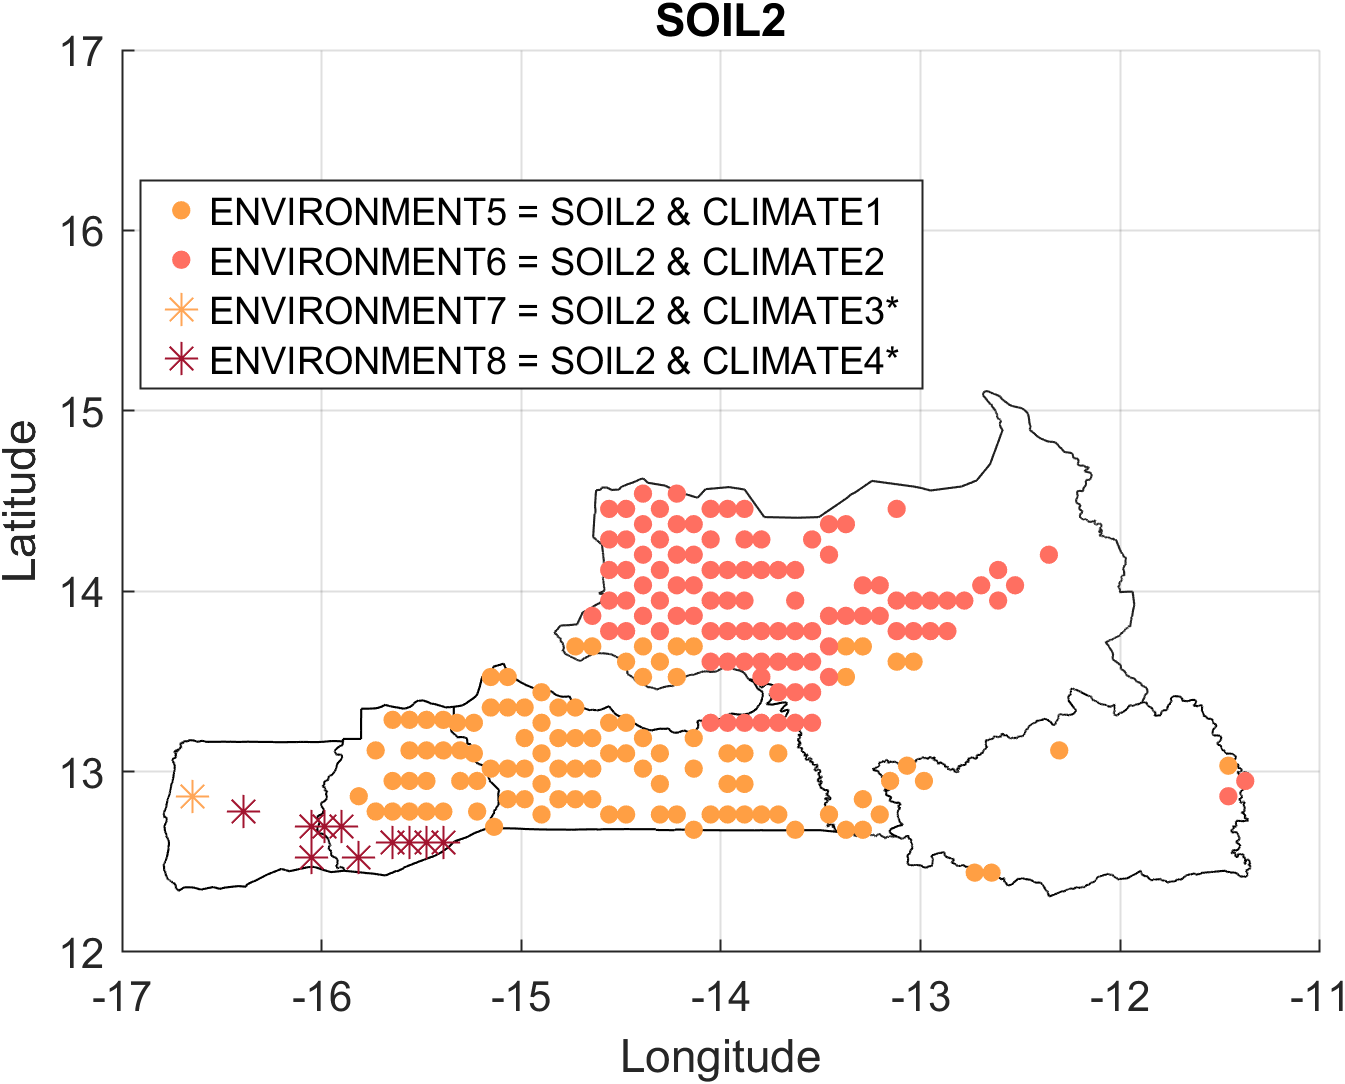 SOIL2
17
16
15
14
13
12
Latitude
ENVIRONMENT5 = SOIL2 & CLIMATE1
ENVIRONMENT6 = SOIL2 & CLIMATE2
ENVIRONMENT7 = SOIL2 & CLIMATE3*
ENVIRONMENT8 = SOIL2 & CLIMATE4*
-17 -16 -15 -14 -13 -12 -11
Longitude